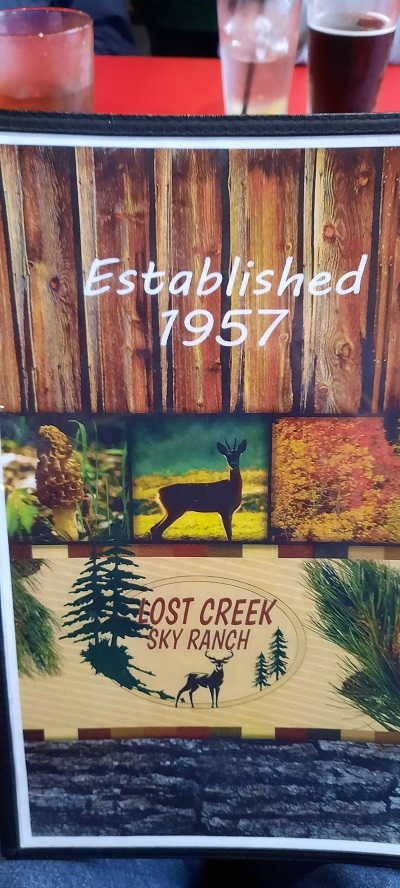 Established
1957
LOST CREEK
SKY RANCH